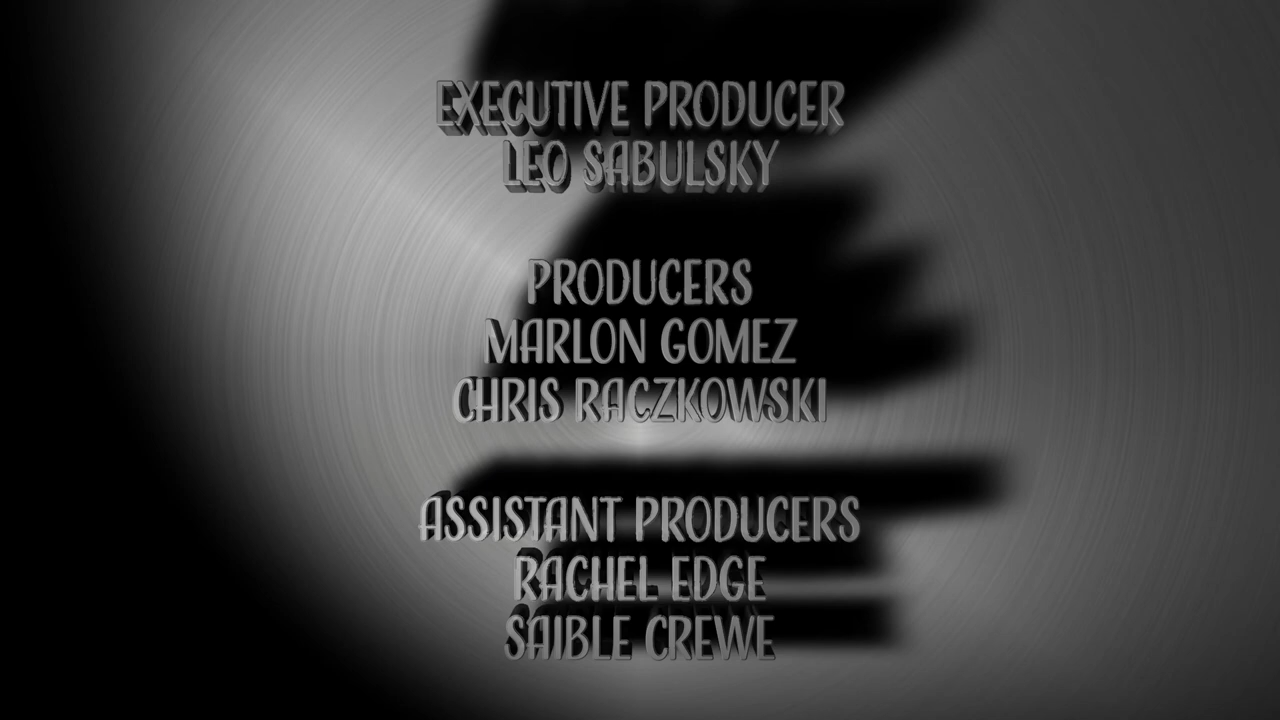 EXECUTIVE PRODUCER
LEO SABULSKY
PRODUCERS
MARLON GOMEZ
CHRIS RACZKOWSKI
ASSISTANT PRODUCERS
RACHEL EDGE
SAIBLE CREWE